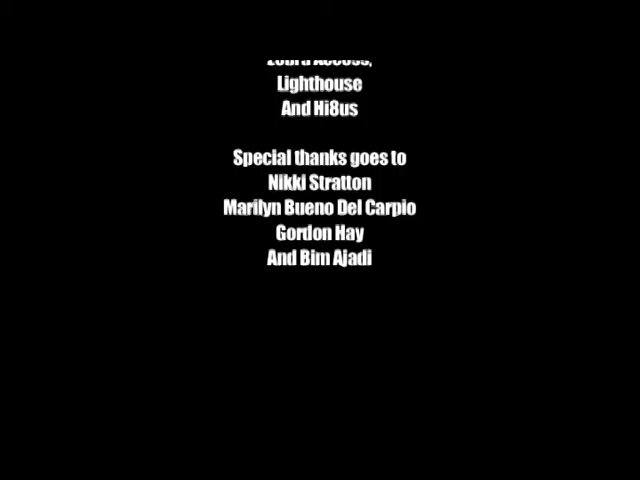 Lighthouse
And Hi8us
Special thanks goes to
Nikki Stratton
Marilyn Bueno Del Carpio
Gordon Hay
And Bim Ajadi